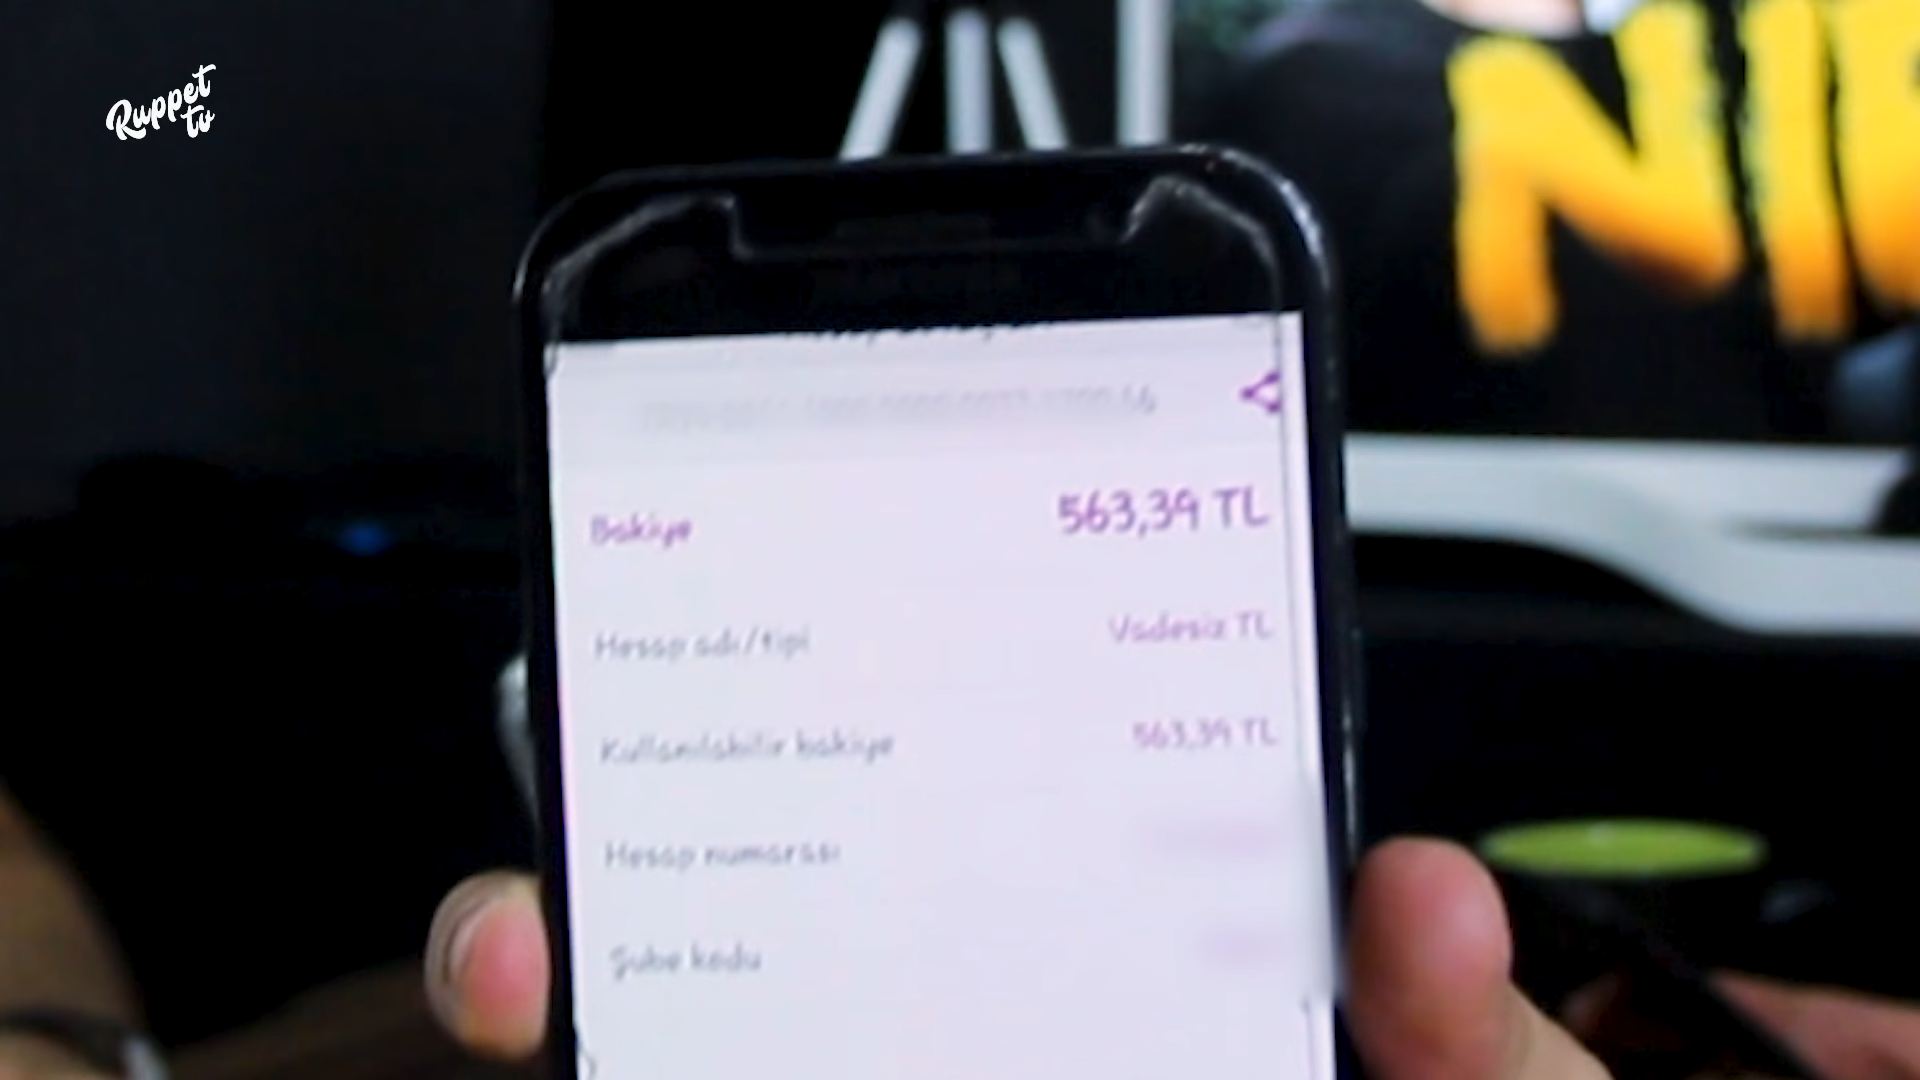 Ruppet
tv
Bakiye 563,39 TL
Hesap adı/tipi Vadesiz TL
Kullanılabilir bakiye 563,39 TL
Hesap numarası
Şube kodu